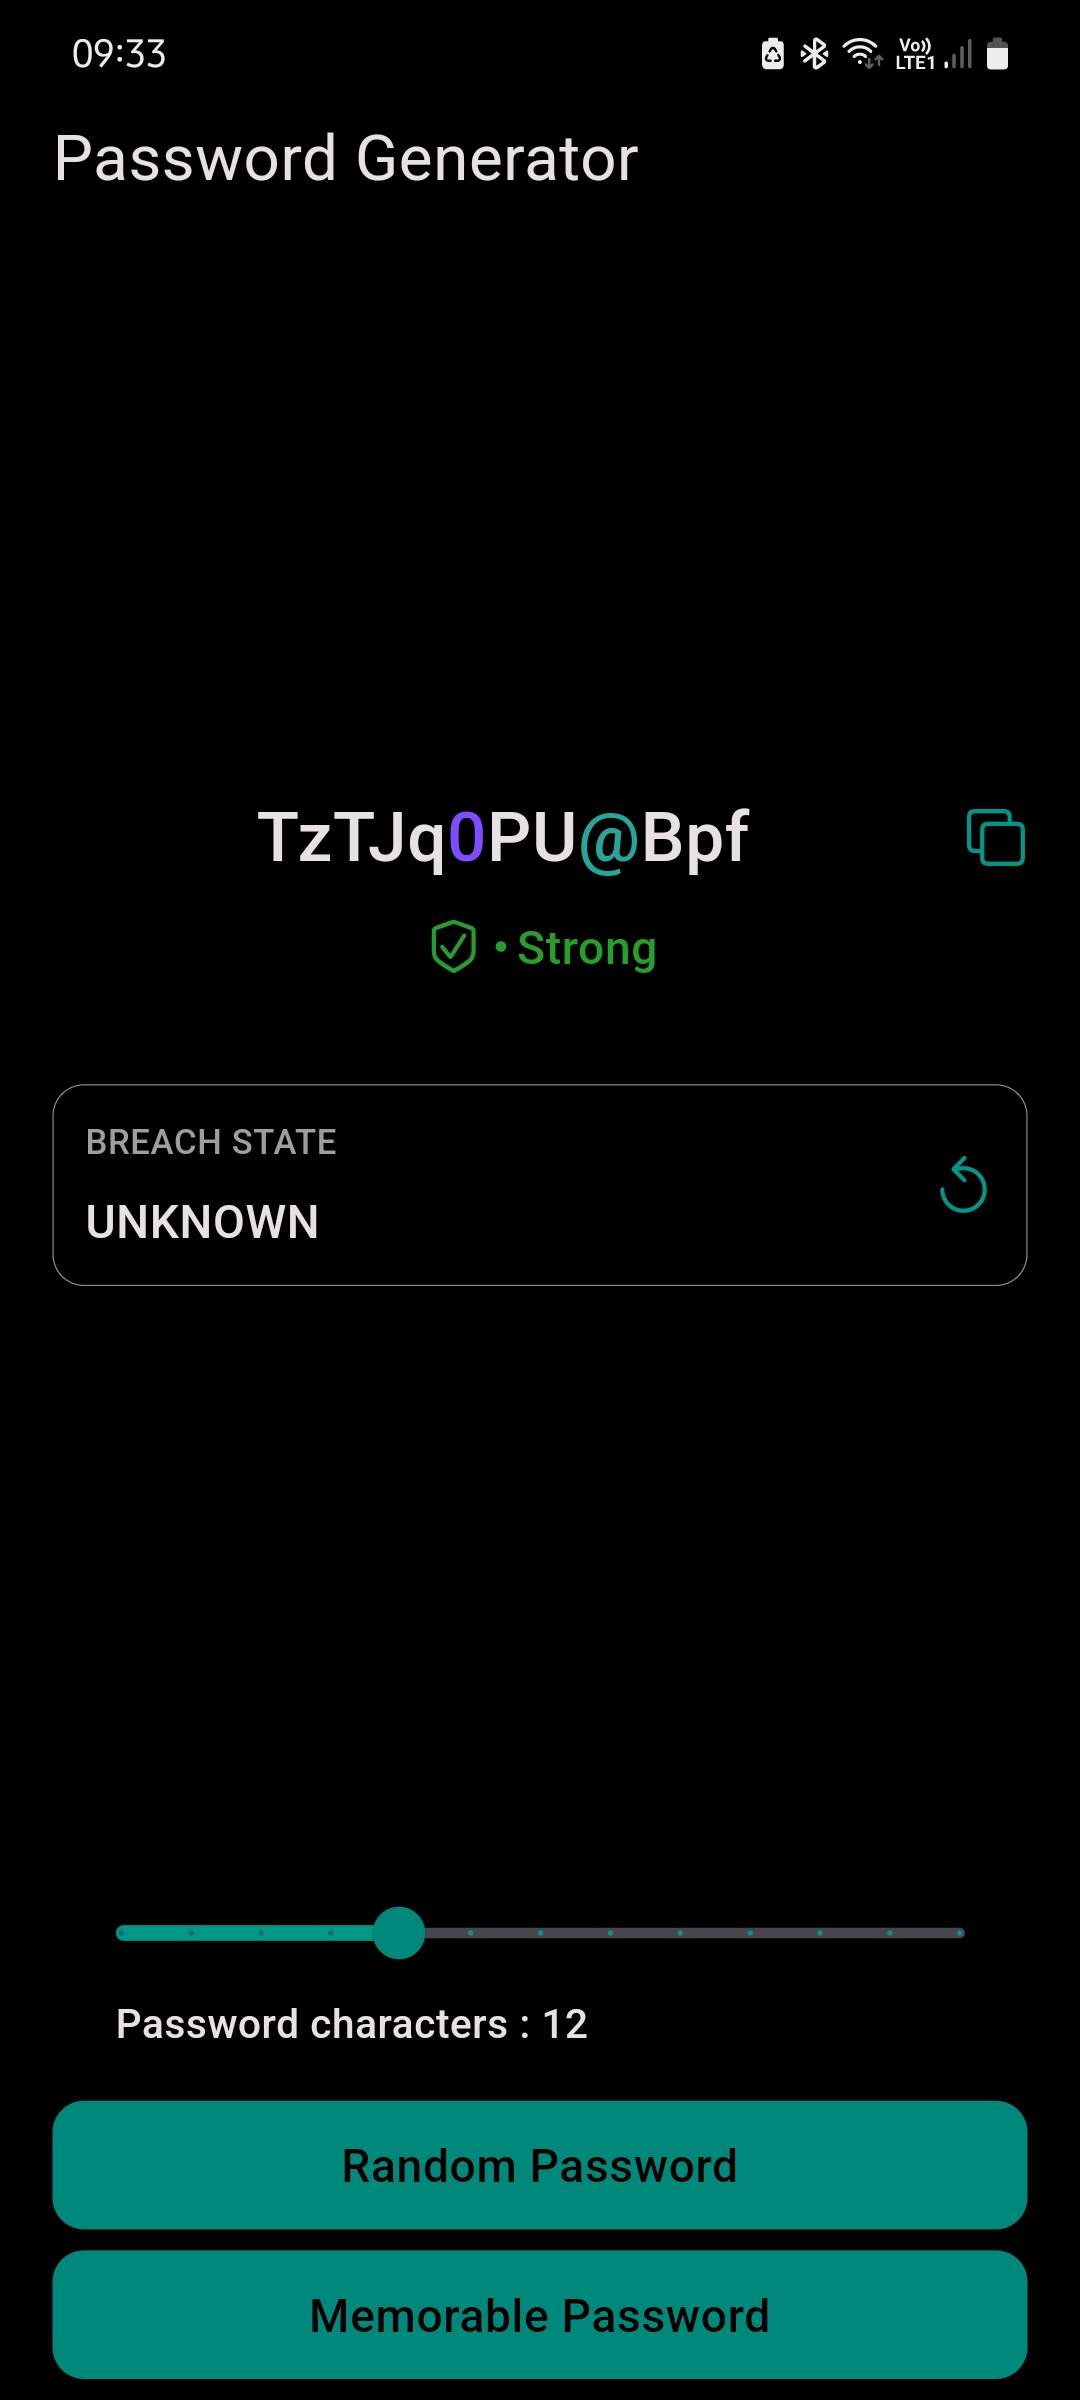 09:33
Vo))
LTE1
Password Generator
TzTJq0PU@Bpf
• Strong
BREACH STATE
UNKNOWN
Password characters : 12
Random Password
Memorable Password